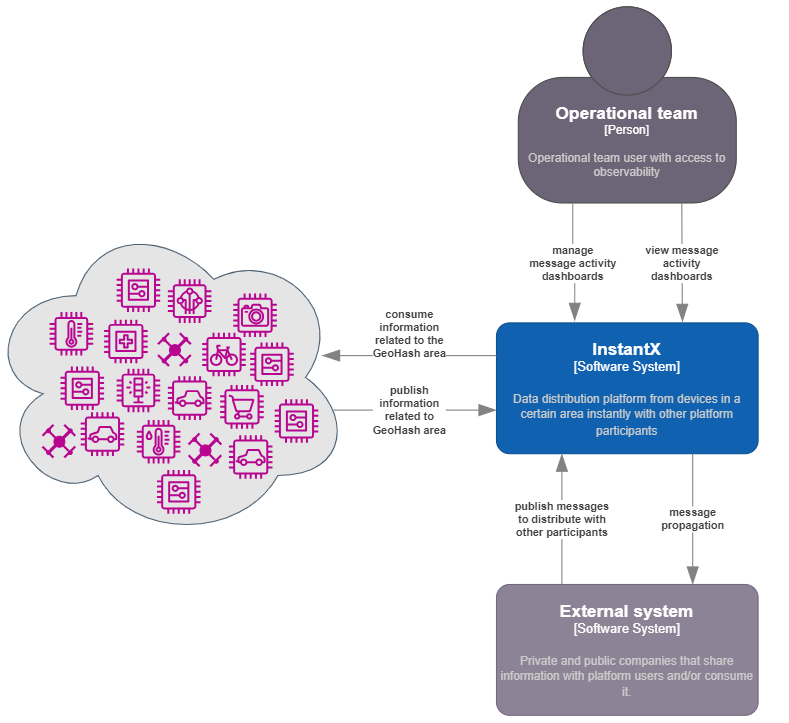 Operational team
[Person]
Operational team user with access to
observability
manage
message activity
dashboards
view message
activity
dashboards
consume
information
related to the
GeoHash area
publish
information
related to
GeoHash area
InstantX
[Software System]
Data distribution platform from devices in a
certain area instantly with other platform
participants
publish messages
to distribute with
other participants
message
propagation
External system
[Software System]
Private and public companies that share
information with platform users and/or consume
it.